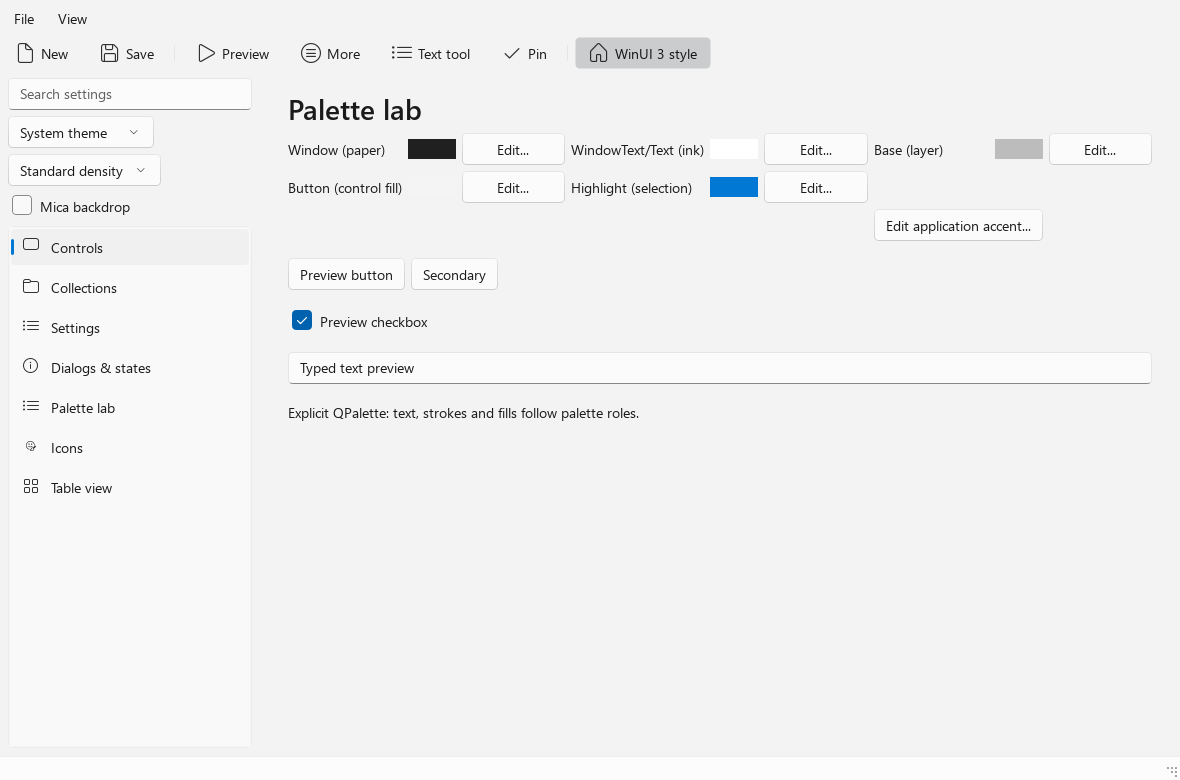 File View
New Save Preview More Text tool Pin WinUI 3 style
Search settings
System theme
Standard density
Mica backdrop
Controls
Collections
Settings
Dialogs & states
Palette lab
Icons
Table view
Palette lab
Window (paper) Edit... WindowText/Text (ink) Edit... Base (layer) Edit...
Button (control fill) Edit... Highlight (selection) Edit...
Edit application accent...
Preview button Secondary
Preview checkbox
Typed text preview
Explicit QPalette: text, strokes and fills follow palette roles.